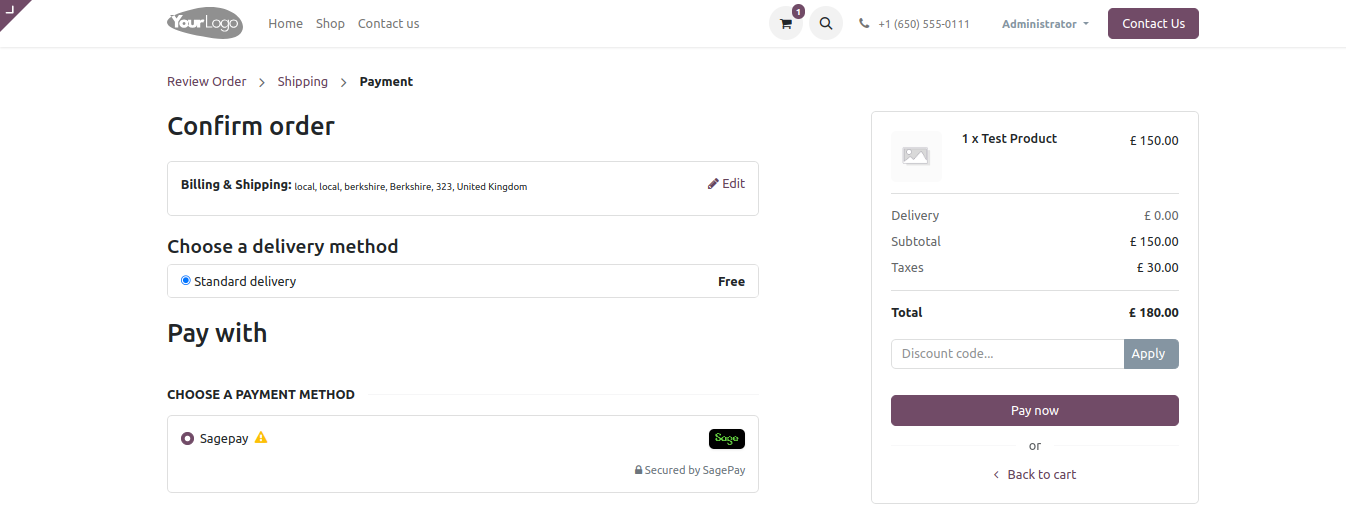 YourLogo Home Shop Contact us 1 +1 (650) 555-0111 Administrator Contact Us
Review Order > Shipping > Payment
Confirm order
Billing & Shipping: local, local, berkshire, Berkshire, 323, United Kingdom Edit
Choose a delivery method
Standard delivery Free
Pay with
CHOOSE A PAYMENT METHOD
Sagepay Sage
Secured by SagePay
1 x Test Product £ 150.00
Delivery £ 0.00
Subtotal £ 150.00
Taxes £ 30.00
Total £ 180.00
Discount code... Apply
Pay now
or
< Back to cart